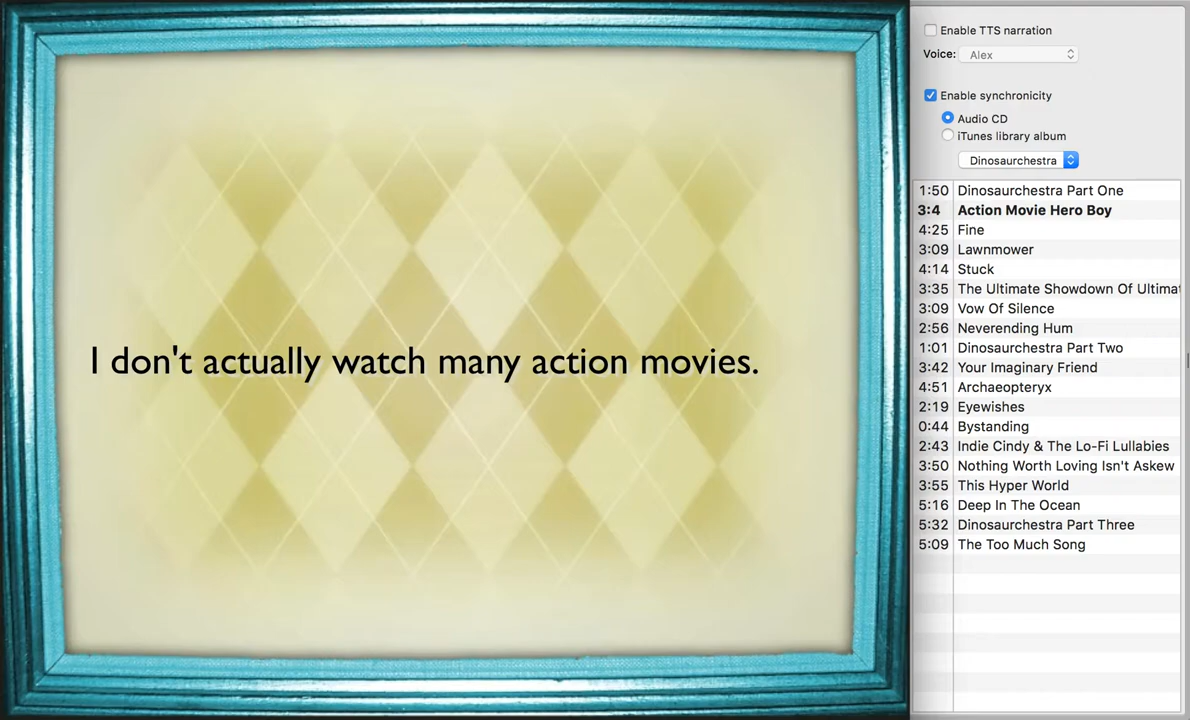 I don't actually watch many action movies.
Enable TTS narration
Voice: Alex
Enable synchronicity
Audio CD
iTunes library album
Dinosaurchestra
1:50 Dinosaurchestra Part One
3:4 Action Movie Hero Boy
4:25 Fine
3:09 Lawnmower
4:14 Stuck
3:35 The Ultimate Showdown Of Ultimat
3:09 Vow Of Silence
2:56 Neverending Hum
1:01 Dinosaurchestra Part Two
3:42 Your Imaginary Friend
4:51 Archaeopteryx
2:19 Eyewishes
0:44 Bystanding
2:43 Indie Cindy & The Lo-Fi Lullabies
3:50 Nothing Worth Loving Isn't Askew
3:55 This Hyper World
5:16 Deep In The Ocean
5:32 Dinosaurchestra Part Three
5:09 The Too Much Song